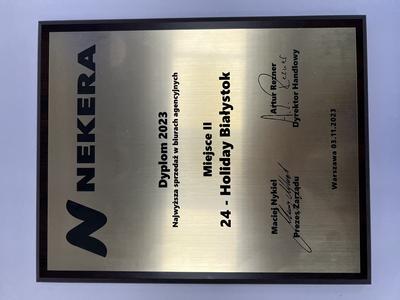 NEKERA
Dyplom 2023
Najwyższa sprzedaż w biurach agencyjnych
Miejsce II
24 - Holiday Białystok
Maciej Nykiel
Prezes Zarządu
Artur Rezner
Dyrektor Handlowy
Warszawa 03.11.2023